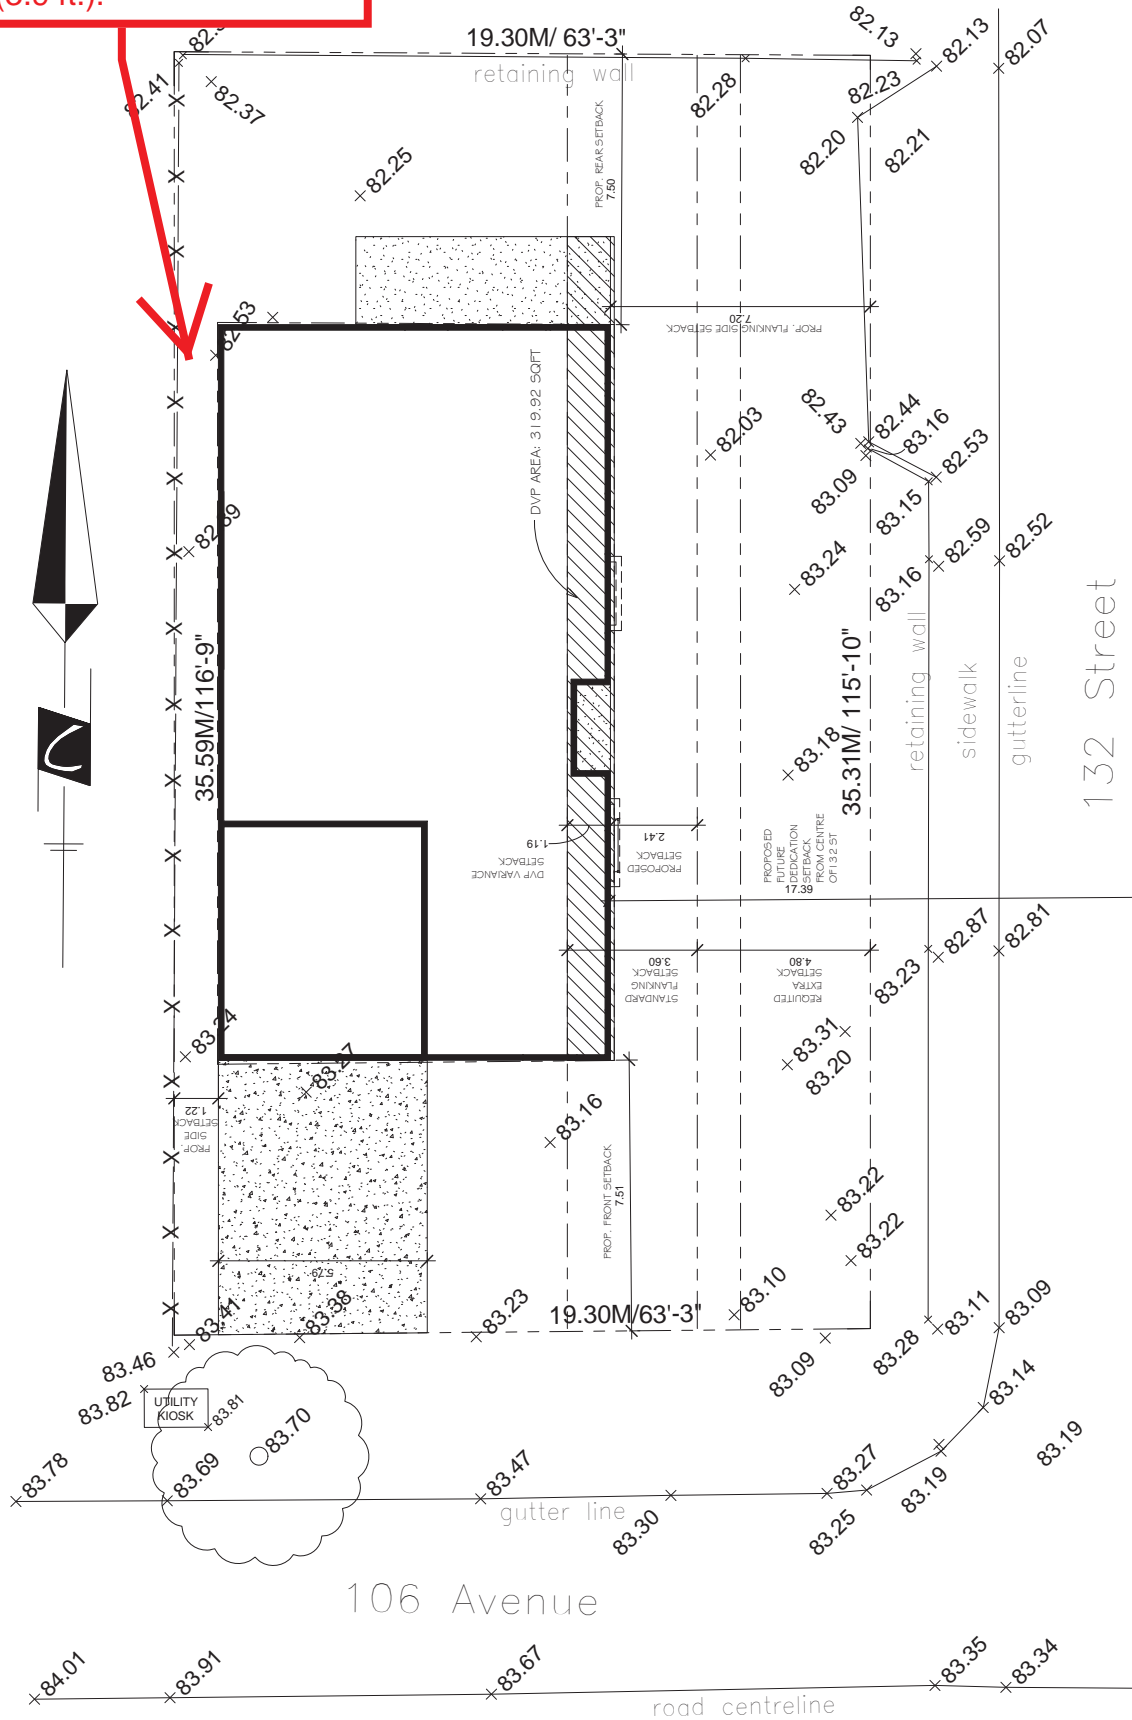 (3.0 ft.).
19.30M/ 63'-3"
retaining wall
82.13
82.13
82.07
82.41
82.37
82.28
82.23
82.20
82.21
82.25
PROP. REAR SETBACK
7.50
82.53
7.20
PROP. FLANKING SIDE SETBACK
DVP AREA: 319.92 SQFT
82.03
82.43
82.44
83.16
82.53
83.09
83.15
82.59
82.52
83.24
83.16
35.59M/116'-9"
35.31M/ 115'-10"
retaining wall
sidewalk
gutterline
132 Street
83.18
1.19
DVP VARIANCE
SETBACK
2.41
PROPOSED
SETBACK
PROPOSED
FUTURE
DEDICATION
SETBACK
FROM CENTRE
OF132 ST
17.39
82.87
82.81
83.23
STANDARD
FLANKING
SETBACK
3.60
REQUITED
EXTRA
SETBACK
4.80
83.24
83.27
83.31
83.20
PROP.
SIDE
SETBACK
1.22
83.16
PROP. FRONT SETBACK
7.51
83.22
83.22
5.79
83.41
83.38
83.23
19.30M/63'-3"
83.10
83.11
83.09
83.46
83.28
83.09
83.82
UTILITY
KIOSK
83.81
83.70
83.14
83.19
83.78
83.69
83.47
83.27
83.19
gutter line
83.30
83.25
106 Avenue
84.01
83.91
83.67
83.35
83.34
road centreline